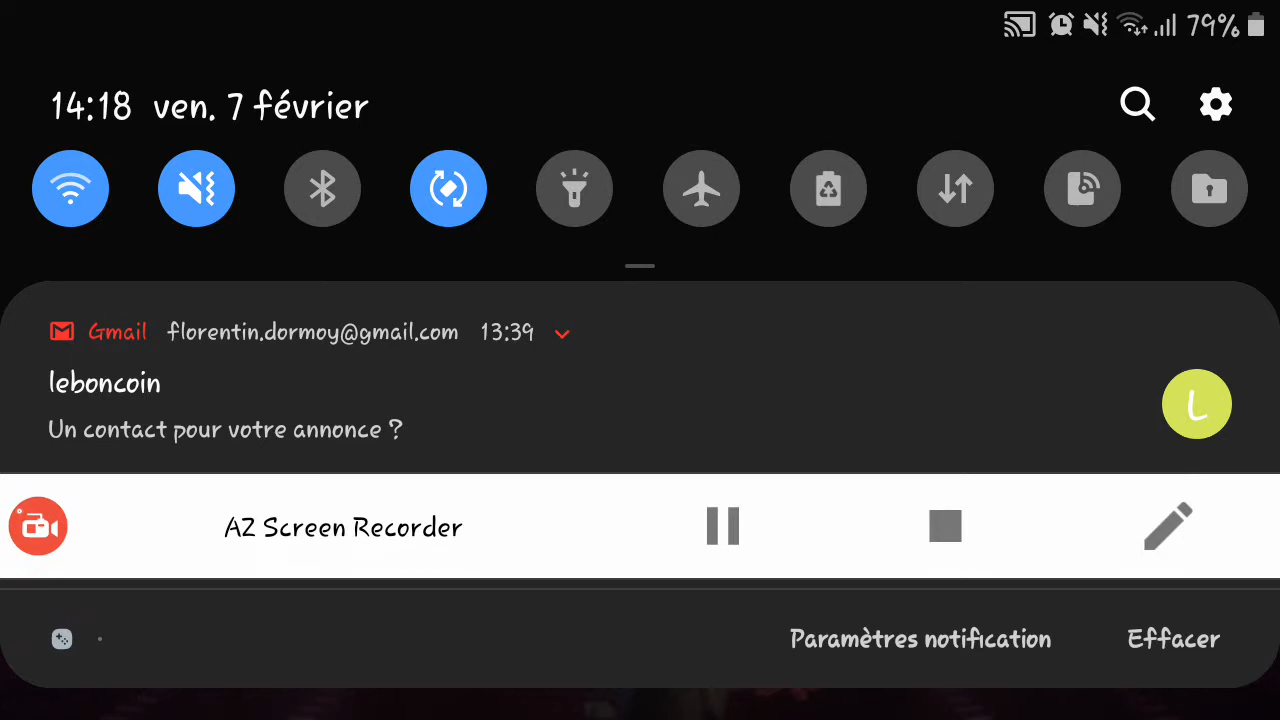 79%
14:18 ven. 7 février
Gmail florentin.dormoy@gmail.com 13:39
leboncoin
L
Un contact pour votre annonce ?
AZ Screen Recorder
Paramètres notification Effacer